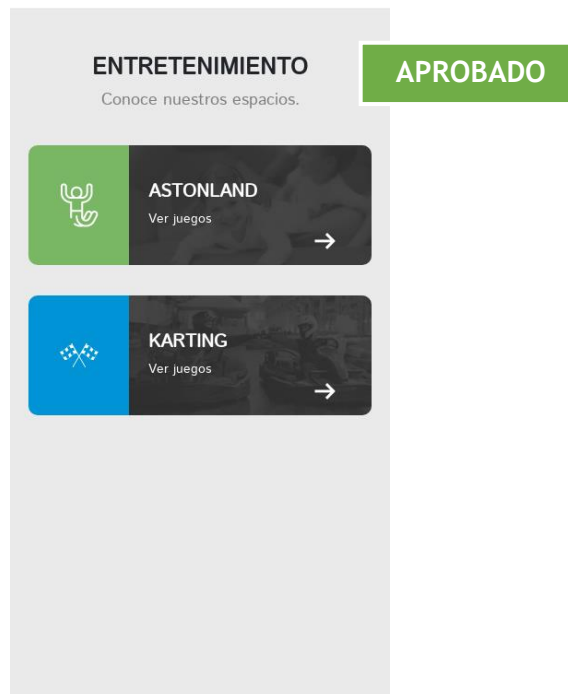 ENTRETENIMIENTO
APROBADO
Conoce nuestros espacios.
ASTONLAND
Ver juegos
KARTING
Ver juegos